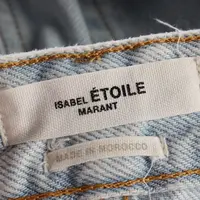 ISABEL ÉTOILE
MARANT
MADE IN MOROCCO